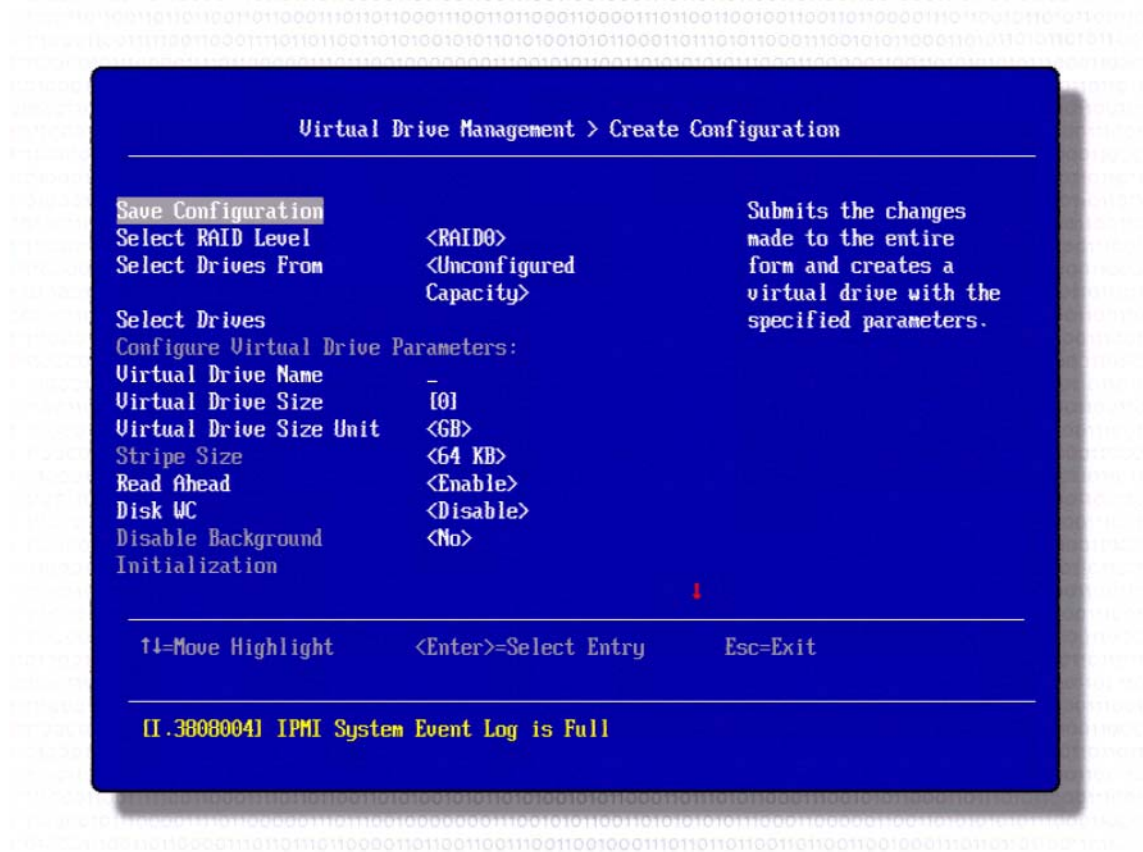 Virtual Drive Management > Create Configuration
Save Configuration
Submits the changes
Select RAID Level <RAID0> made to the entire
Select Drives From <Unconfigured form and creates a
Capacity> virtual drive with the
Select Drives specified parameters.
Configure Virtual Drive Parameters:
Virtual Drive Name _
Virtual Drive Size [0]
Virtual Drive Size Unit <GB>
Stripe Size <64 KB>
Read Ahead <Enable>
Disk WC <Disable>
Disable Background <No>
Initialization
↓
↑↓=Move Highlight <Enter>=Select Entry Esc=Exit
[I.3808004] IPMI System Event Log is Full